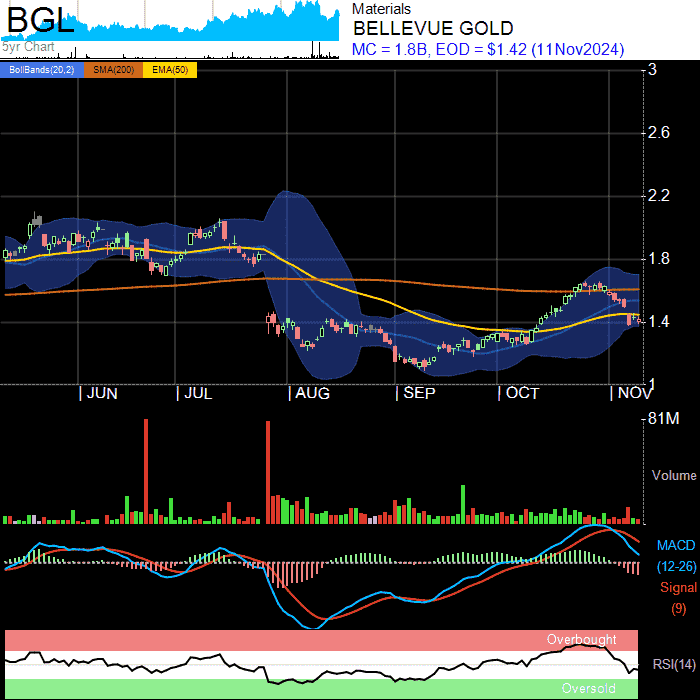 BGL
5yr Chart
Materials
BELLEVUE GOLD
MC = 1.8B, EOD = $1.42 (11Nov2024)
BollBands(20,2) SMA(200) EMA(50)
3
2.6
2.2
1.8
1.4
1
JUN JUL AUG SEP OCT NOV
81M
Volume
MACD
(12-26)
Signal
(9)
Overbought
RSI(14)
Oversold